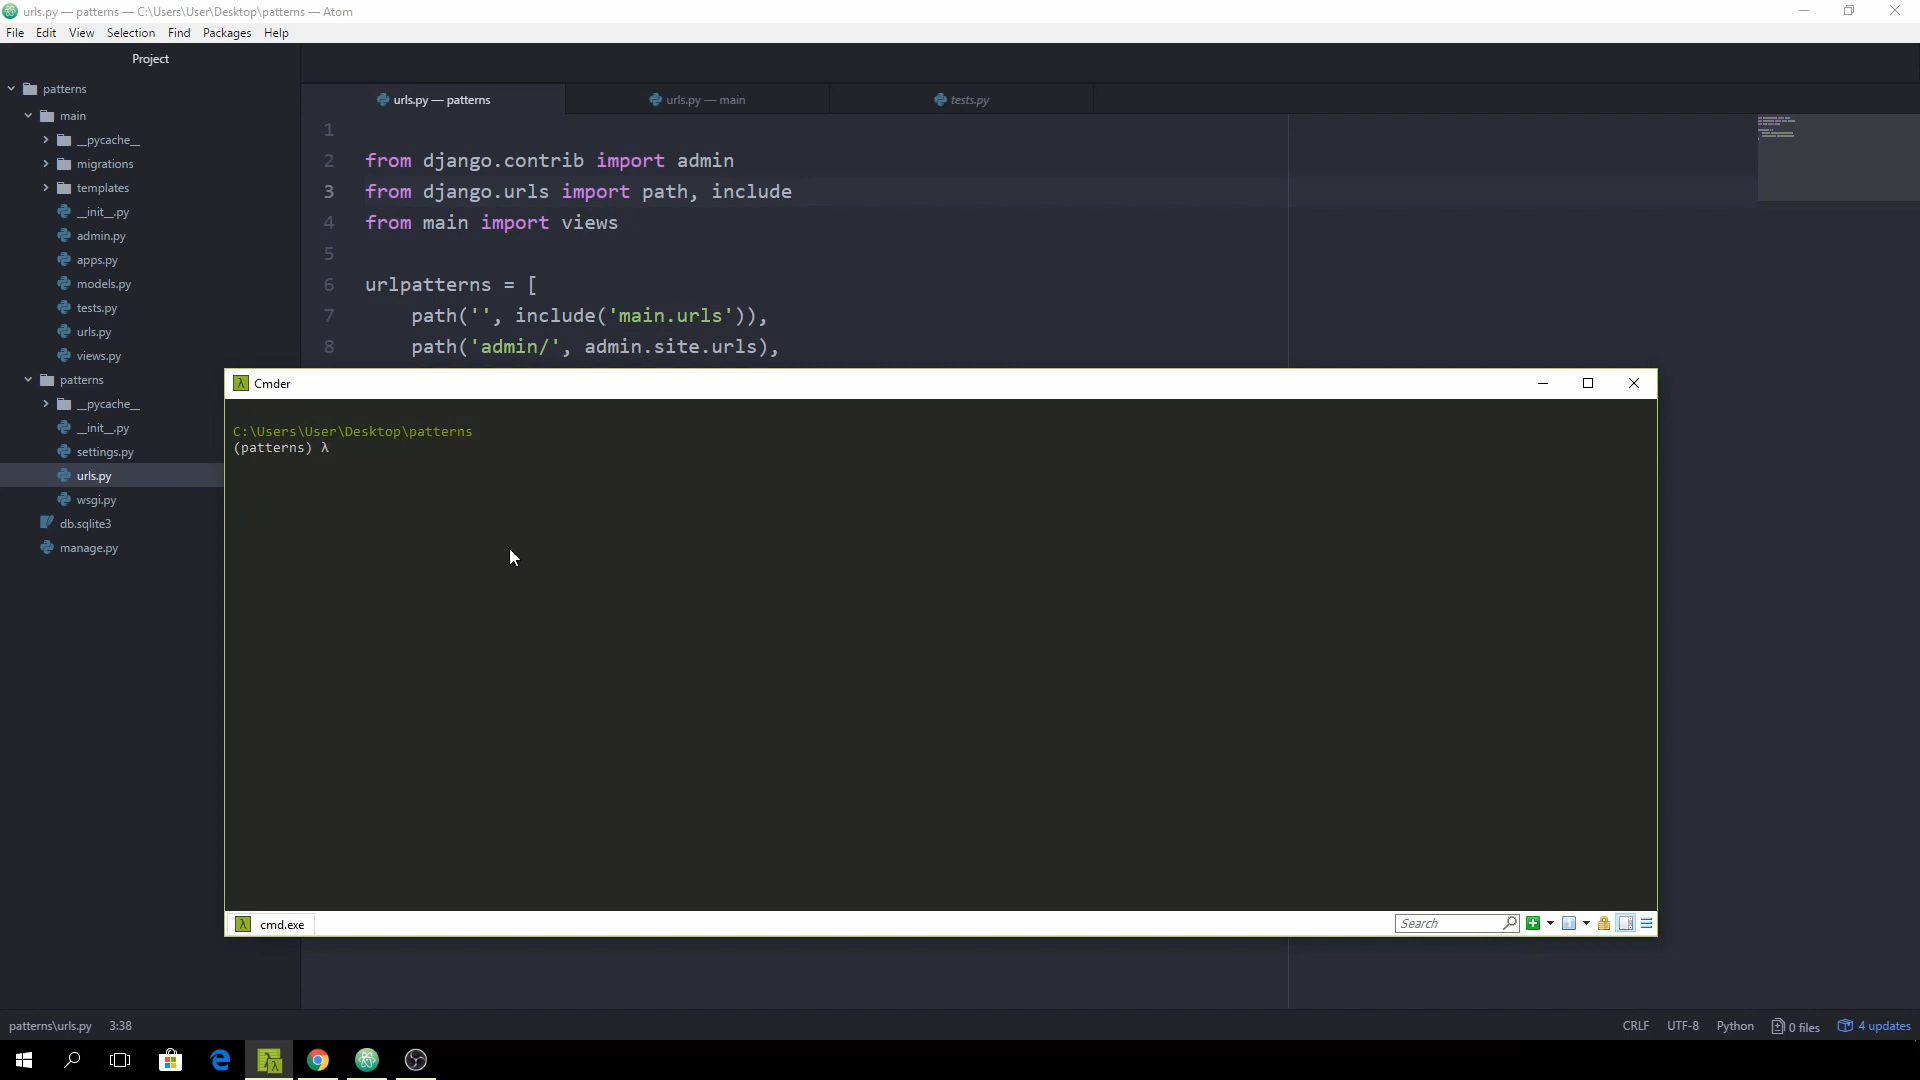 urls.py — patterns — C:\Users\User\Desktop\patterns — Atom
File Edit View Selection Find Packages Help
Project
patterns
main
__pycache__
migrations
templates
__init__.py
admin.py
apps.py
models.py
tests.py
urls.py
views.py
patterns
__pycache__
__init__.py
settings.py
urls.py
wsgi.py
db.sqlite3
manage.py
urls.py — patterns
urls.py — main
tests.py
1
2 from django.contrib import admin
3 from django.urls import path, include
4 from main import views
5
6 urlpatterns = [
7 path('', include('main.urls')),
8 path('admin/', admin.site.urls),
λ Cmder
C:\Users\User\Desktop\patterns
(patterns) λ
λ cmd.exe
Search
patterns\urls.py 3:38
CRLF UTF-8 Python 0 files 4 updates